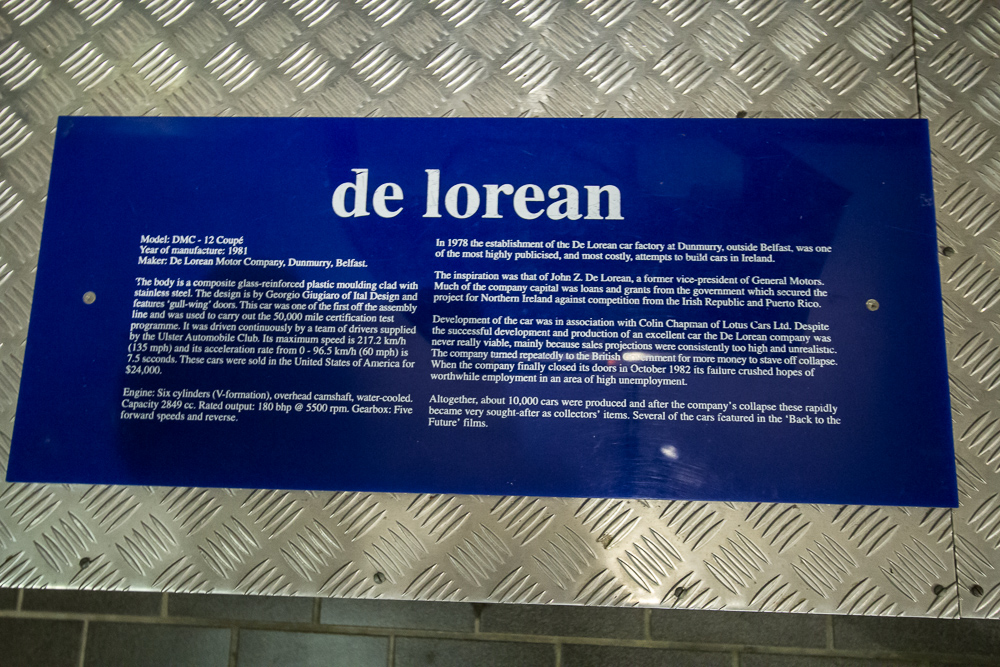 de lorean
Model: DMC - 12 Coupé
Year of manufacture: 1981
Maker: De Lorean Motor Company, Dunmurry, Belfast.
The body is a composite glass-reinforced plastic moulding clad with
stainless steel. The design is by Georgio Giugiaro of Ital Design and
features 'gull-wing' doors. This car was one of the first off the assembly
line and was used to carry out the 50,000 mile certification test
programme. It was driven continuously by a team of drivers supplied
by the Ulster Automobile Club. Its maximum speed is 217.2 km/h
(135 mph) and its acceleration rate from 0 - 96.5 km/h (60 mph) is
7.5 seconds. These cars were sold in the United States of America for
$24,000.
Engine: Six cylinders (V-formation), overhead camshaft, water-cooled.
Capacity 2849 cc. Rated output: 180 bhp @ 5500 rpm. Gearbox: Five
forward speeds and reverse.
In 1978 the establishment of the De Lorean car factory at Dunmurry, outside Belfast, was one
of the most highly publicised, and most costly, attempts to build cars in Ireland.
The inspiration was that of John Z. De Lorean, a former vice-president of General Motors.
Much of the company capital was loans and grants from the government which secured the
project for Northern Ireland against competition from the Irish Republic and Puerto Rico.
Development of the car was in association with Colin Chapman of Lotus Cars Ltd. Despite
the successful development and production of an excellent car the De Lorean company was
never really viable, mainly because sales projections were consistently too high and unrealistic.
The company turned repeatedly to the British for more money to stave off collapse.
When the company finally closed its doors in October 1982 its failure crushed hopes of
worthwhile employment in an area of high unemployment.
Altogether, about 10,000 cars were produced and after the company's collapse these rapidly
became very sought-after as collectors' items. Several of the cars featured in the 'Back to the
Future' films.